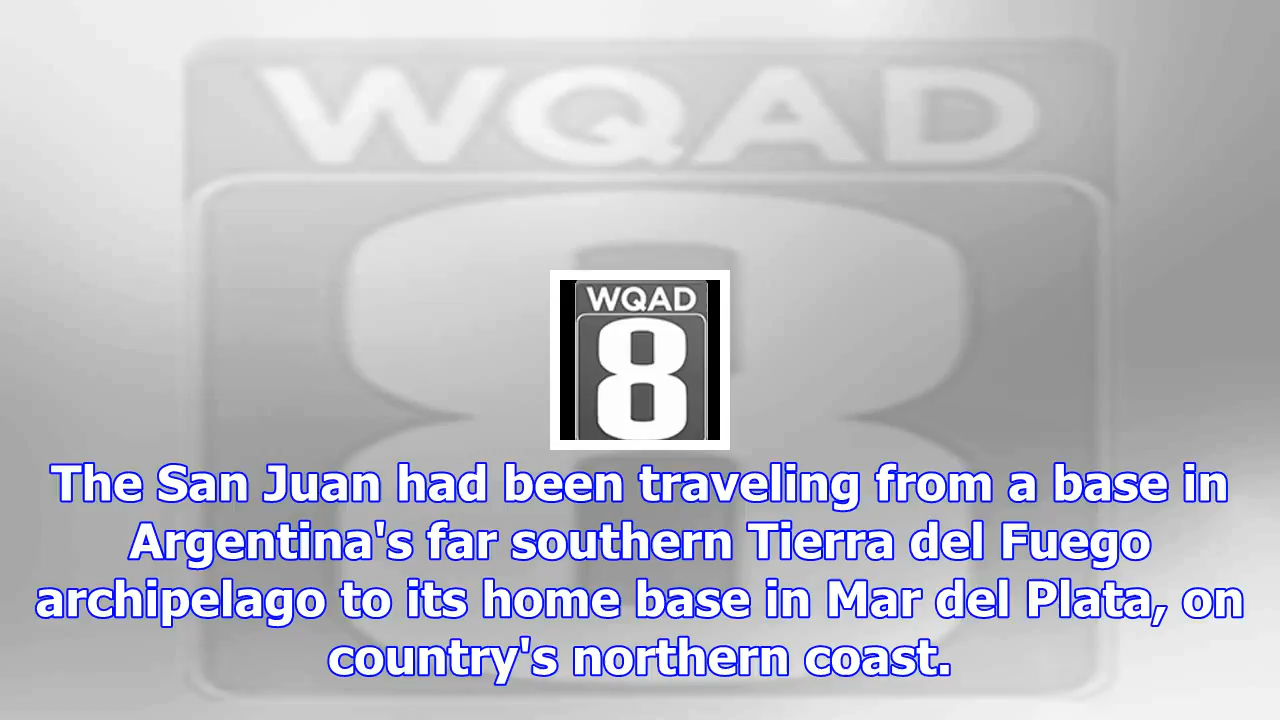 WQAD
8
WQAD
8
The San Juan had been traveling from a base in
Argentina's far southern Tierra del Fuego
archipelago to its home base in Mar del Plata, on
country's northern coast.